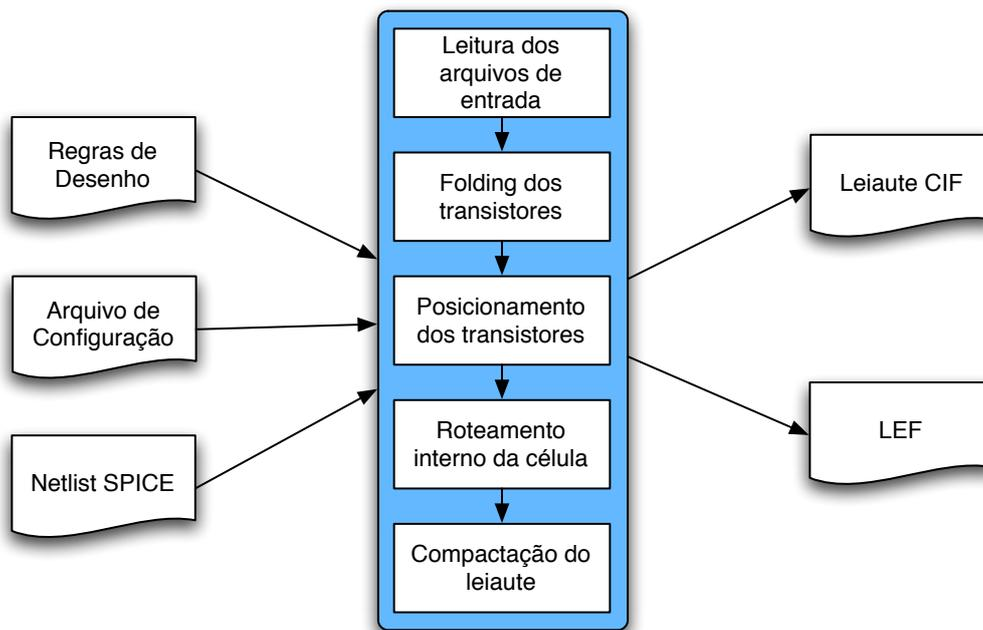 Regras de
Desenho
Arquivo de
Configuração
Netlist SPICE
Leitura dos
arquivos de
entrada
Folding dos
transistores
Posicionamento
dos transistores
Roteamento
interno da célula
Compactação do
leiaute
Leiaute CIF
LEF